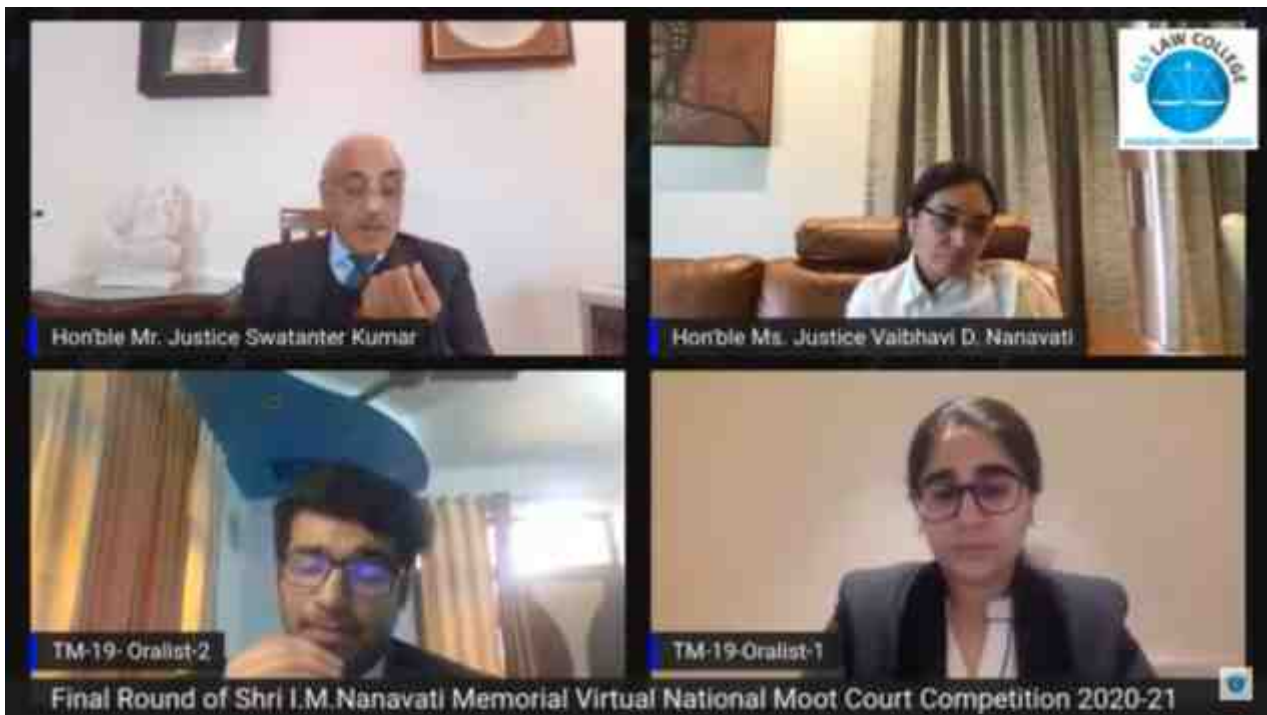 GLS LAW COLLEGE
Hon'ble Mr. Justice Swatanter Kumar
Hon'ble Ms. Justice Vaibhavi D. Nanavati
TM-19- Oralist-2
TM-19-Oralist-1
Final Round of Shri I.M.Nanavati Memorial Virtual National Moot Court Competition 2020-21